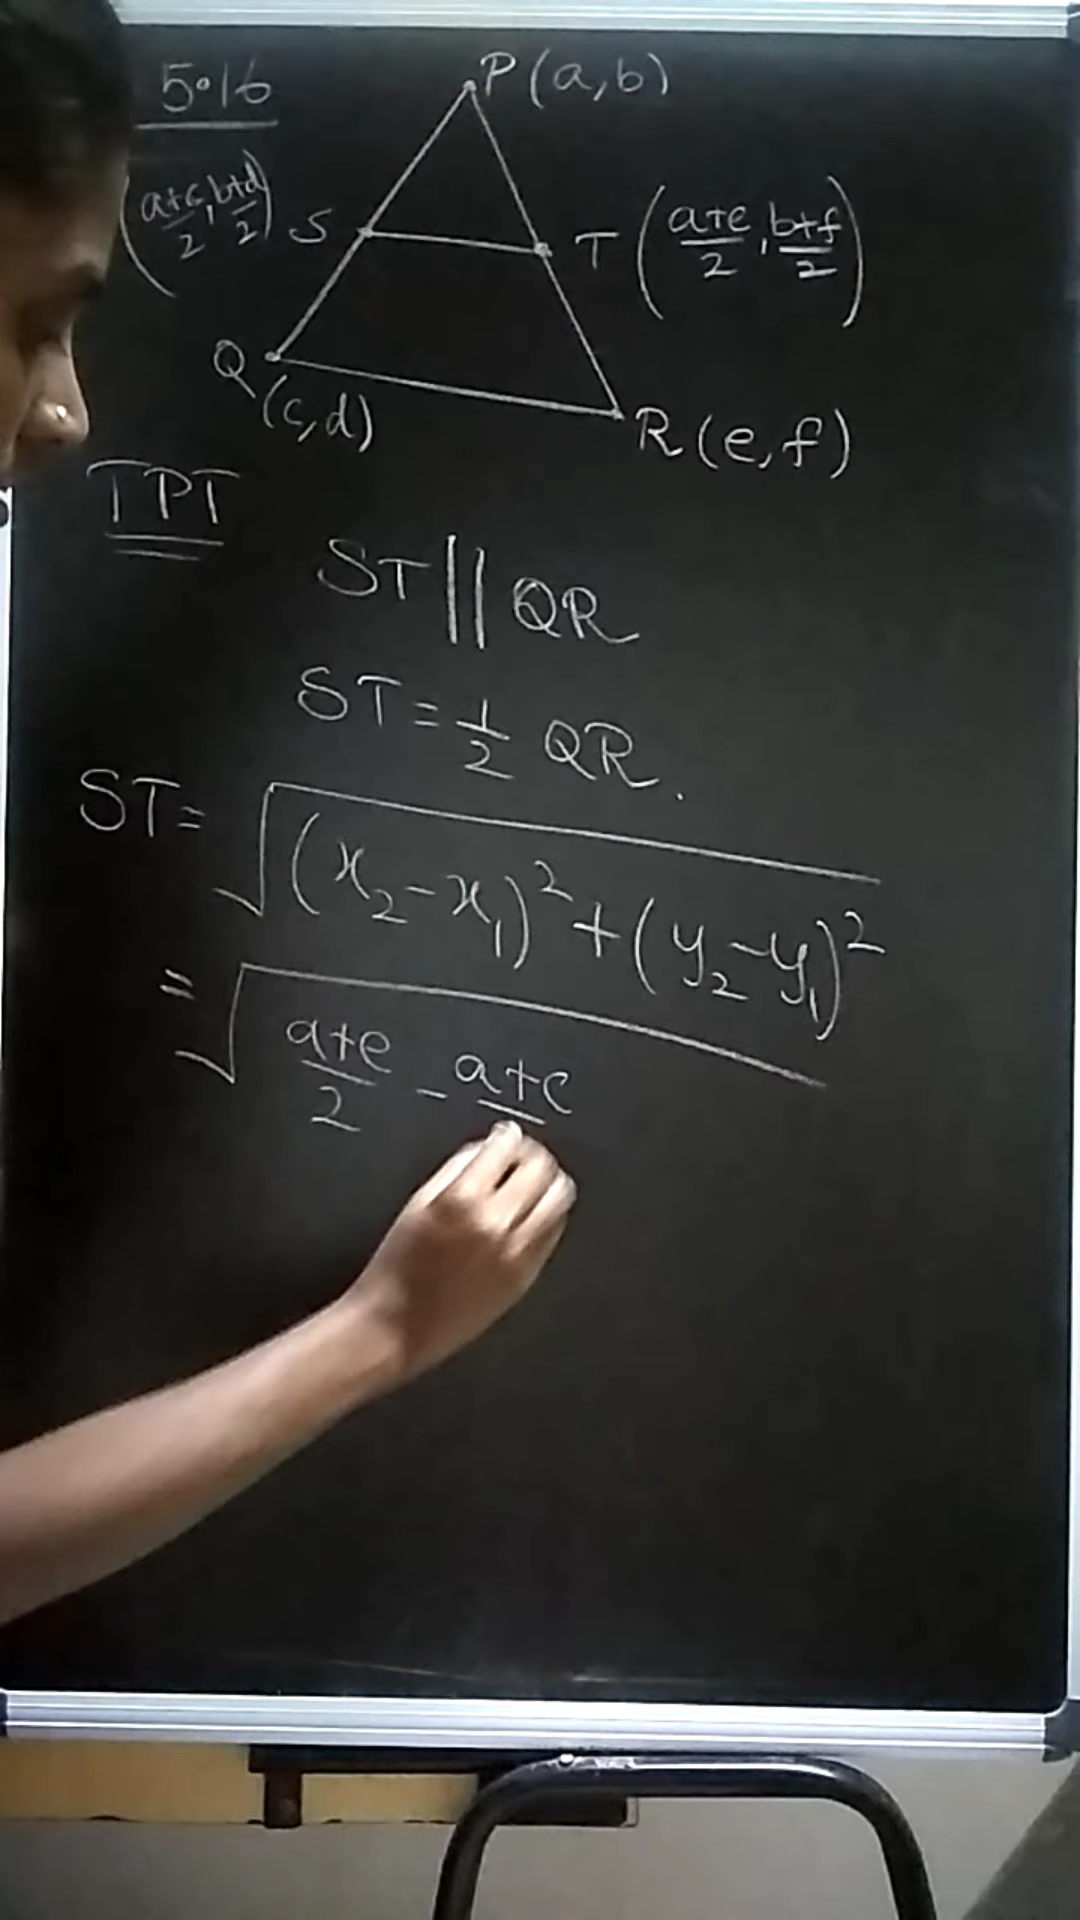 5.16
P(a,b)
(a+c/2, b+d/2) S
T (a+e/2, b+f/2)
Q (c,d)
R(e,f)
TPT
ST || QR
ST = 1/2 QR.
ST = √((x₂-x₁)² + (y₂-y₁)²)
= √(a+e/2 - a+c